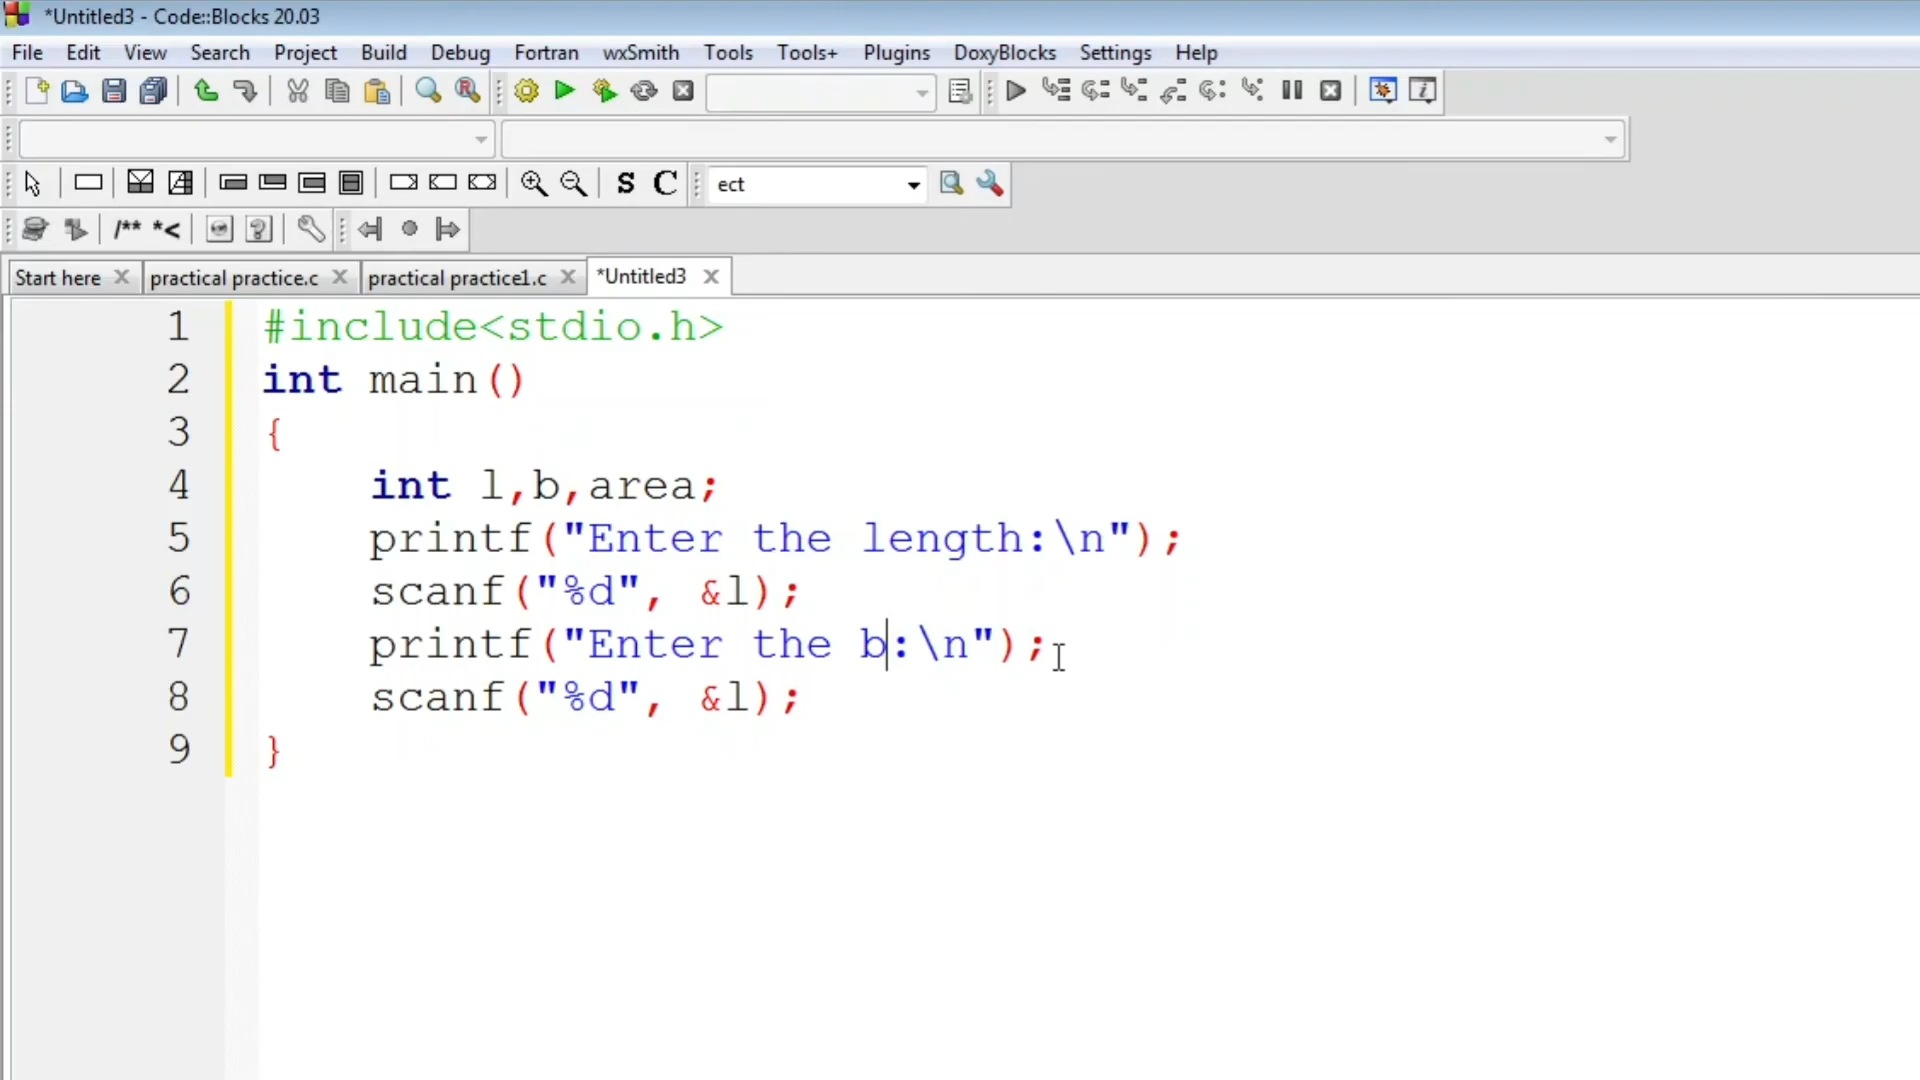 *Untitled3 - Code::Blocks 20.03
File Edit View Search Project Build Debug Fortran wxSmith Tools Tools+ Plugins DoxyBlocks Settings Help
S C ect
/** *<
Start here practical practice.c practical practice1.c *Untitled3
1 #include<stdio.h>
2 int main()
3 {
4 int l,b,area;
5 printf("Enter the length:\n");
6 scanf("%d", &l);
7 printf("Enter the b:\n");
8 scanf("%d", &l);
9 }